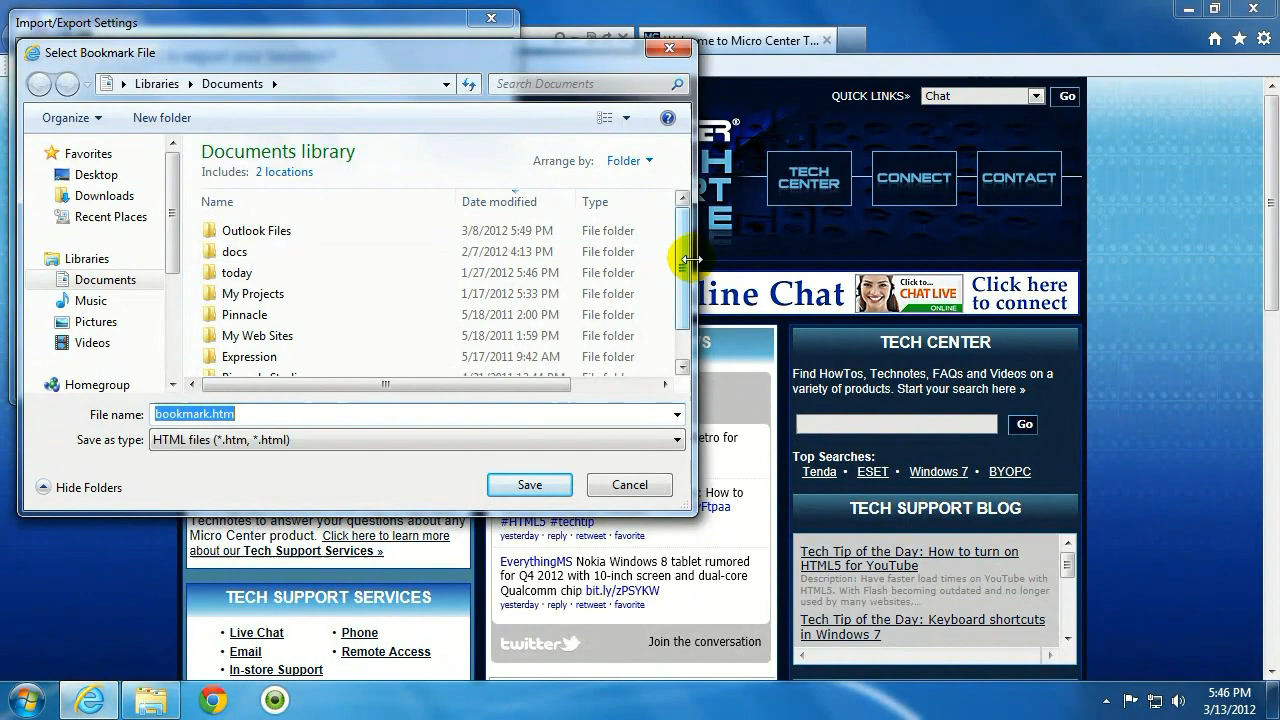 Import/Export Settings
Select Bookmark File
Welcome to Micro Center T...
Libraries
Documents
Search Documents
Organize
New folder
Favorites
Desktop
Downloads
Recent Places
Libraries
Documents
Music
Pictures
Videos
Homegroup
Documents library
Includes: 2 locations
Arrange by: Folder
Name
Date modified
Type
Outlook Files 3/8/2012 5:49 PM File folder
docs 2/7/2012 4:13 PM File folder
today 1/27/2012 5:46 PM File folder
My Projects 1/17/2012 5:33 PM File folder
Pinnacle 5/18/2011 2:00 PM File folder
My Web Sites 5/18/2011 1:59 PM File folder
Expression 5/17/2011 9:42 AM File folder
File name: bookmark.htm
Save as type: HTML files (*.htm, *.html)
Hide Folders
Save
Cancel
QUICK LINKS»
Chat
Go
TECH CENTER
CONNECT
CONTACT
line Chat
Click to...
CHAT LIVE
ONLINE
Click here
to connect
TECH CENTER
Find HowTos, Technotes, FAQs and Videos on a
variety of products. Start your search here »
Go
Top Searches:
Tenda • ESET • Windows 7 • BYOPC
TECH SUPPORT BLOG
Tech Tip of the Day: How to turn on
HTML5 for YouTube
Description: Have faster load times on YouTube with
HTML5. With Flash becoming outdated and no longer
used by many websites,...
Tech Tip of the Day: Keyboard shortcuts
in Windows 7
Technotes to answer your questions about any
Micro Center product. Click here to learn more
about our Tech Support Services »
TECH SUPPORT SERVICES
• Live Chat
• Phone
• Email
• Remote Access
• In-store Support
etro for
: How to
#HTML5 #techtip
yesterday · reply · retweet · favorite
EverythingMS Nokia Windows 8 tablet rumored
for Q4 2012 with 10-inch screen and dual-core
Qualcomm chip bit.ly/zPSYKW
yesterday · reply · retweet · favorite
twitter
Join the conversation
5:46 PM
3/13/2012